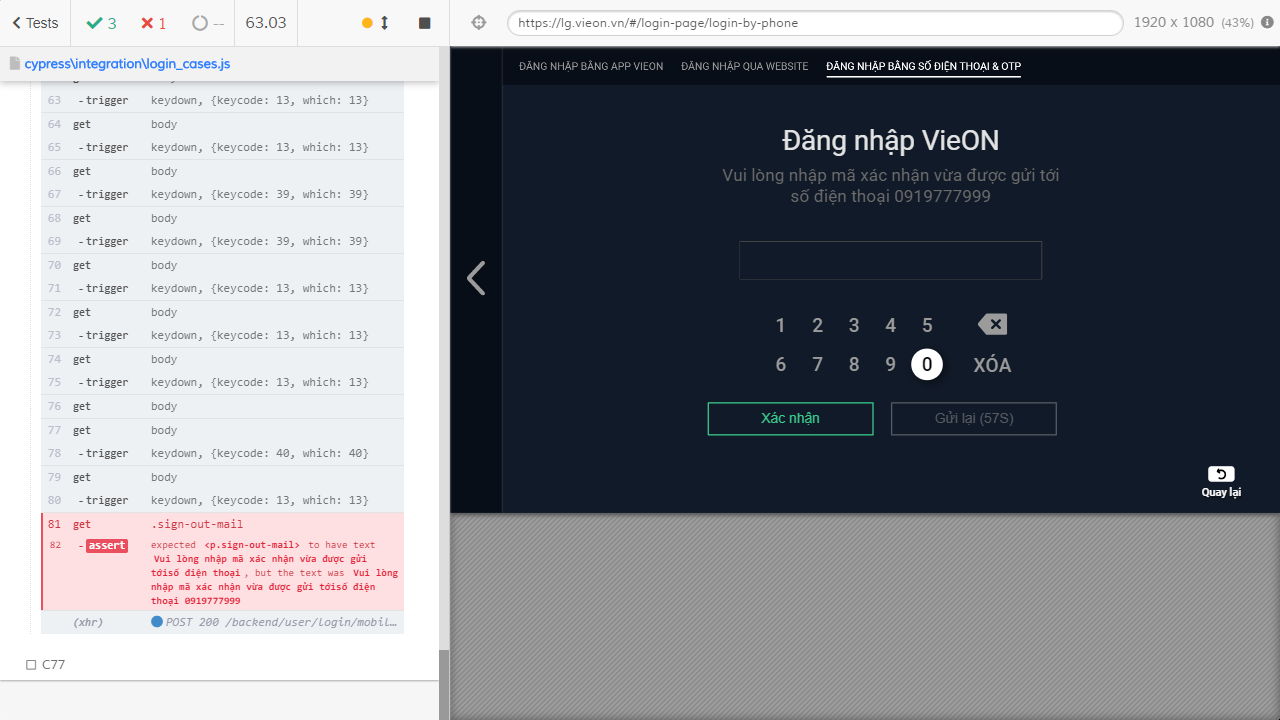 Tests
3
1
--
63.03
https://lg.vieon.vn/#/login-page/login-by-phone
1920 x 1080 (43%)
cypress\integration\login_cases.js
63 - trigger keydown, {keycode: 13, which: 13}
64 get body
65 - trigger keydown, {keycode: 13, which: 13}
66 get body
67 - trigger keydown, {keycode: 39, which: 39}
68 get body
69 - trigger keydown, {keycode: 39, which: 39}
70 get body
71 - trigger keydown, {keycode: 13, which: 13}
72 get body
73 - trigger keydown, {keycode: 13, which: 13}
74 get body
75 - trigger keydown, {keycode: 13, which: 13}
76 get body
77 get body
78 - trigger keydown, {keycode: 40, which: 40}
79 get body
80 - trigger keydown, {keycode: 13, which: 13}
81 get .sign-out-mail
82 - assert expected <p.sign-out-mail> to have text
Vui lòng nhập mã xác nhận vừa được gửi
tớisố điện thoại , but the text was Vui lòng
nhập mã xác nhận vừa được gửi tớisố điện
thoại 0919777999
(xhr) POST 200 /backend/user/login/mobil…
C77
ĐĂNG NHẬP BẰNG APP VIEON ĐĂNG NHẬP QUA WEBSITE ĐĂNG NHẬP BẰNG SỐ ĐIỆN THOẠI & OTP
Đăng nhập VieON
Vui lòng nhập mã xác nhận vừa được gửi tới
số điện thoại 0919777999
1 2 3 4 5
6 7 8 9 0 XÓA
Xác nhận Gửi lại (57S)
Quay lại